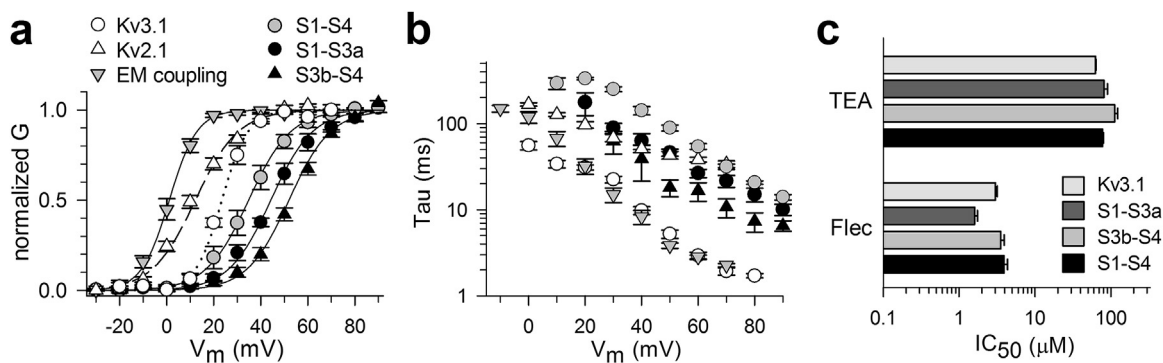 a
Kv3.1
Kv2.1
EM coupling
S1-S4
S1-S3a
S3b-S4
normalized G
1.0
0.5
0.0
-20 0 20 40 60 80
Vm (mV)
b
Tau (ms)
100
10
1
0 20 40 60 80
Vm (mV)
c
TEA
Flec
Kv3.1
S1-S3a
S3b-S4
S1-S4
0.1 1 10 100
IC50 (μM)